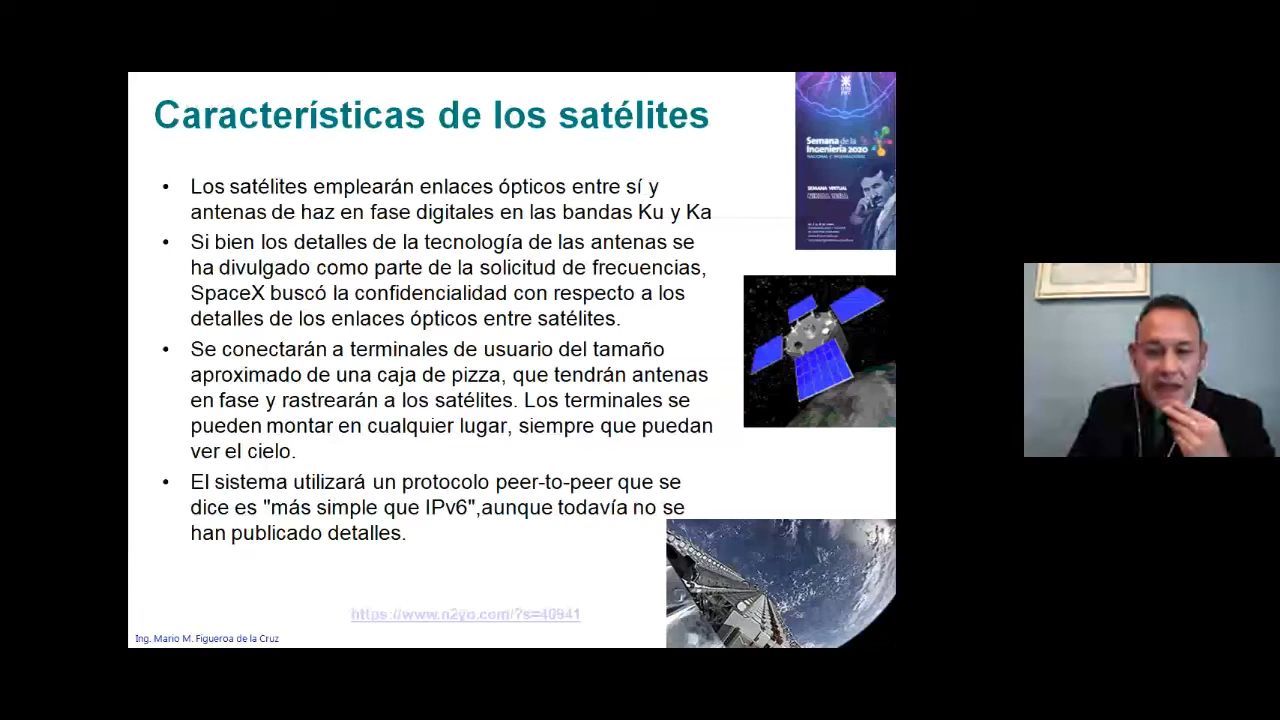 Características de los satélites
Semana de la
Ingeniería 2020
SEMANA VIRTUAL
• Los satélites emplearán enlaces ópticos entre sí y
antenas de haz en fase digitales en las bandas Ku y Ka
• Si bien los detalles de la tecnología de las antenas se
ha divulgado como parte de la solicitud de frecuencias,
SpaceX buscó la confidencialidad con respecto a los
detalles de los enlaces ópticos entre satélites.
• Se conectarán a terminales de usuario del tamaño
aproximado de una caja de pizza, que tendrán antenas
en fase y rastrearán a los satélites. Los terminales se
pueden montar en cualquier lugar, siempre que puedan
ver el cielo.
• El sistema utilizará un protocolo peer-to-peer que se
dice es "más simple que IPv6",aunque todavía no se
han publicado detalles.
https://www.n2yo.com/?s=40941
Ing. Mario M. Figueroa de la Cruz